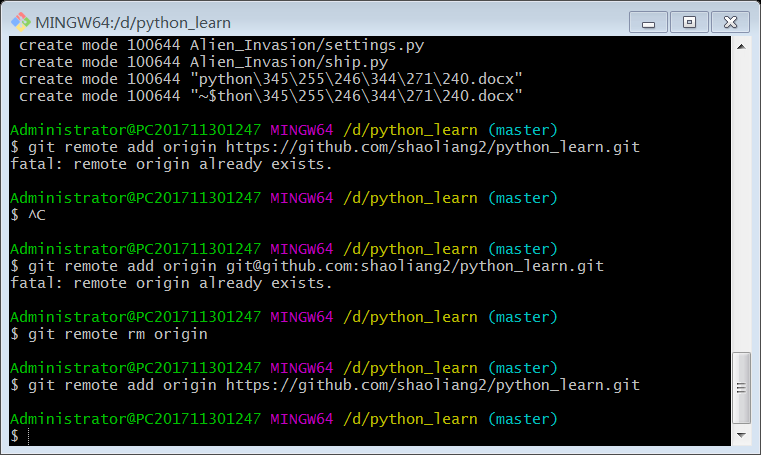 MINGW64:/d/python_learn
create mode 100644 Alien_Invasion/settings.py
create mode 100644 Alien_Invasion/ship.py
create mode 100644 "python\345\255\246\344\271\240.docx"
create mode 100644 "~$thon\345\255\246\344\271\240.docx"
Administrator@PC201711301247 MINGW64 /d/python_learn (master)
$ git remote add origin https://github.com/shaoliang2/python_learn.git
fatal: remote origin already exists.
Administrator@PC201711301247 MINGW64 /d/python_learn (master)
$ ^C
Administrator@PC201711301247 MINGW64 /d/python_learn (master)
$ git remote add origin git@github.com:shaoliang2/python_learn.git
fatal: remote origin already exists.
Administrator@PC201711301247 MINGW64 /d/python_learn (master)
$ git remote rm origin
Administrator@PC201711301247 MINGW64 /d/python_learn (master)
$ git remote add origin https://github.com/shaoliang2/python_learn.git
Administrator@PC201711301247 MINGW64 /d/python_learn (master)
$